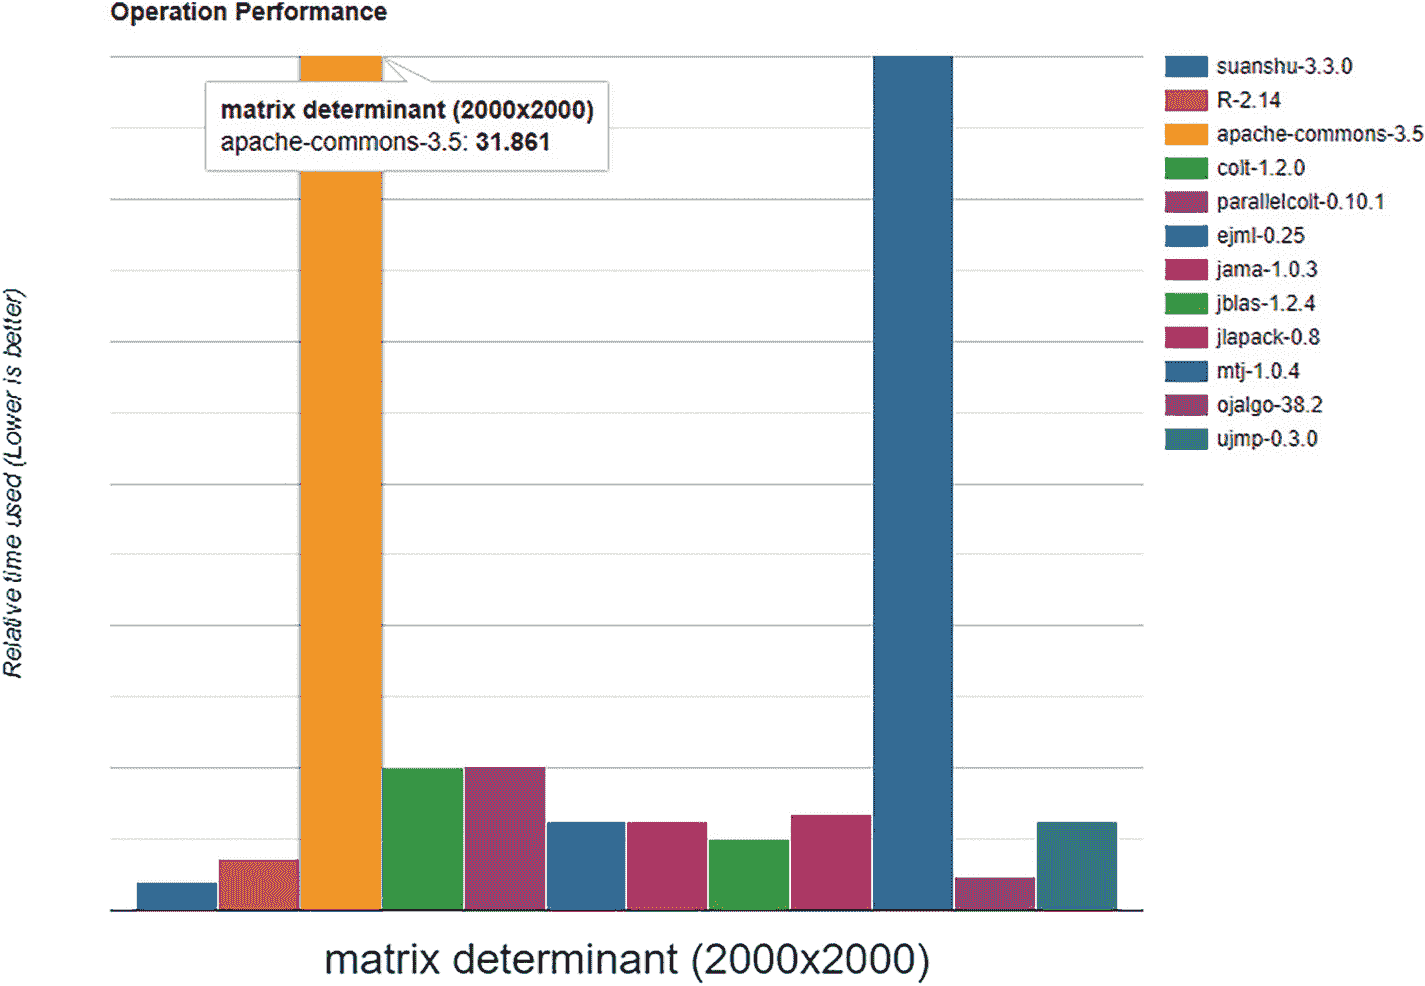 Operation Performance
matrix determinant (2000x2000)
apache-commons-3.5: 31.861
Relative time used (Lower is better)
suanshu-3.3.0
R-2.14
apache-commons-3.5
colt-1.2.0
parallelcolt-0.10.1
ejml-0.25
jama-1.0.3
jblas-1.2.4
jlapack-0.8
mtj-1.0.4
ojalgo-38.2
ujmp-0.3.0
matrix determinant (2000x2000)